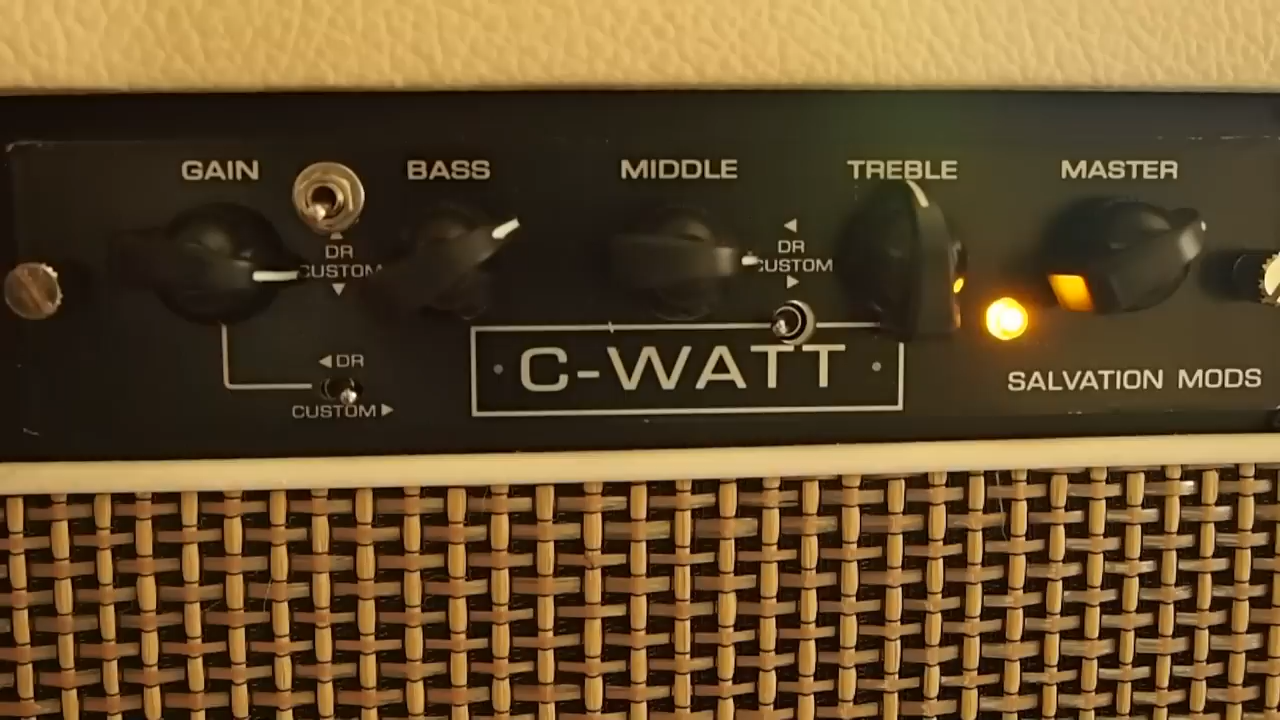 GAIN
BASS
MIDDLE
TREBLE
MASTER
DR
CUSTOM
DR
CUSTOM
DR
CUSTOM
C-WATT
SALVATION MODS